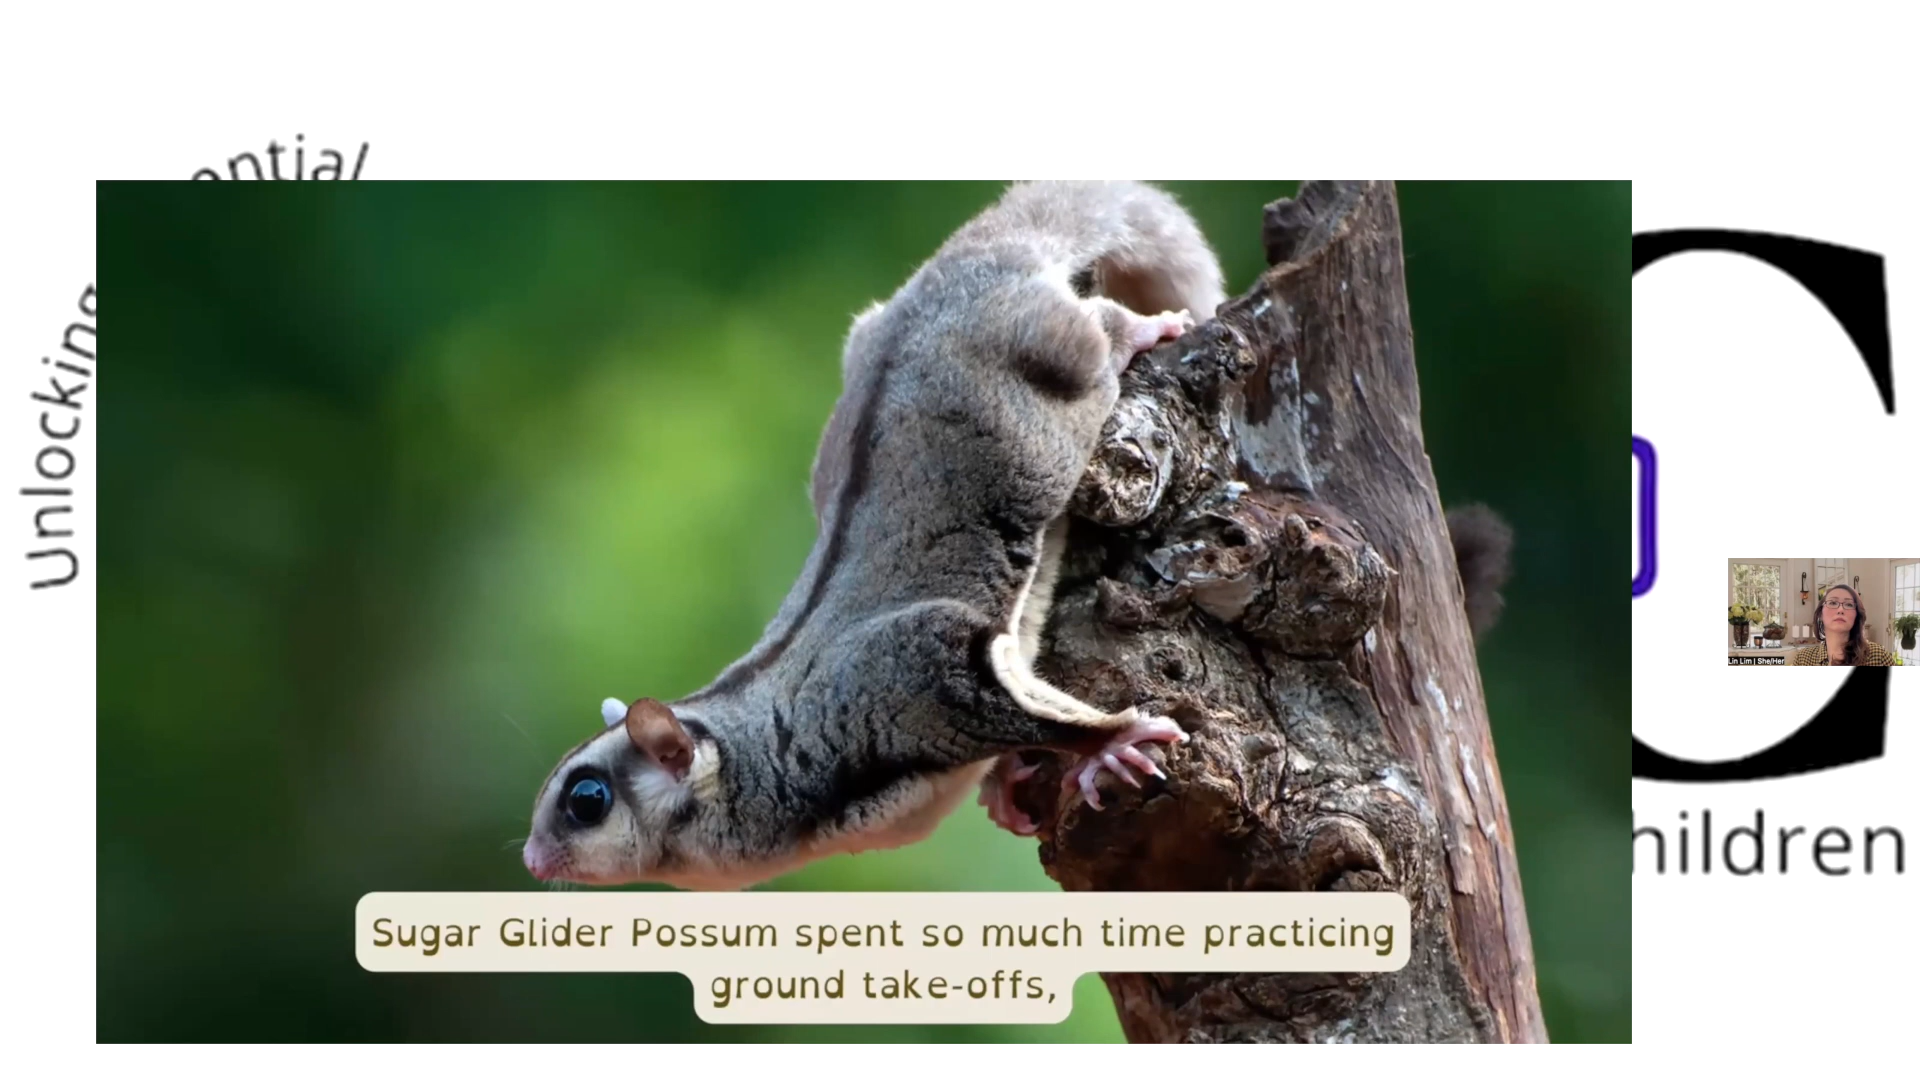 ential
Unlocking
C
hildren
Lin Lim | She/Her
Sugar Glider Possum spent so much time practicing
ground take-offs,